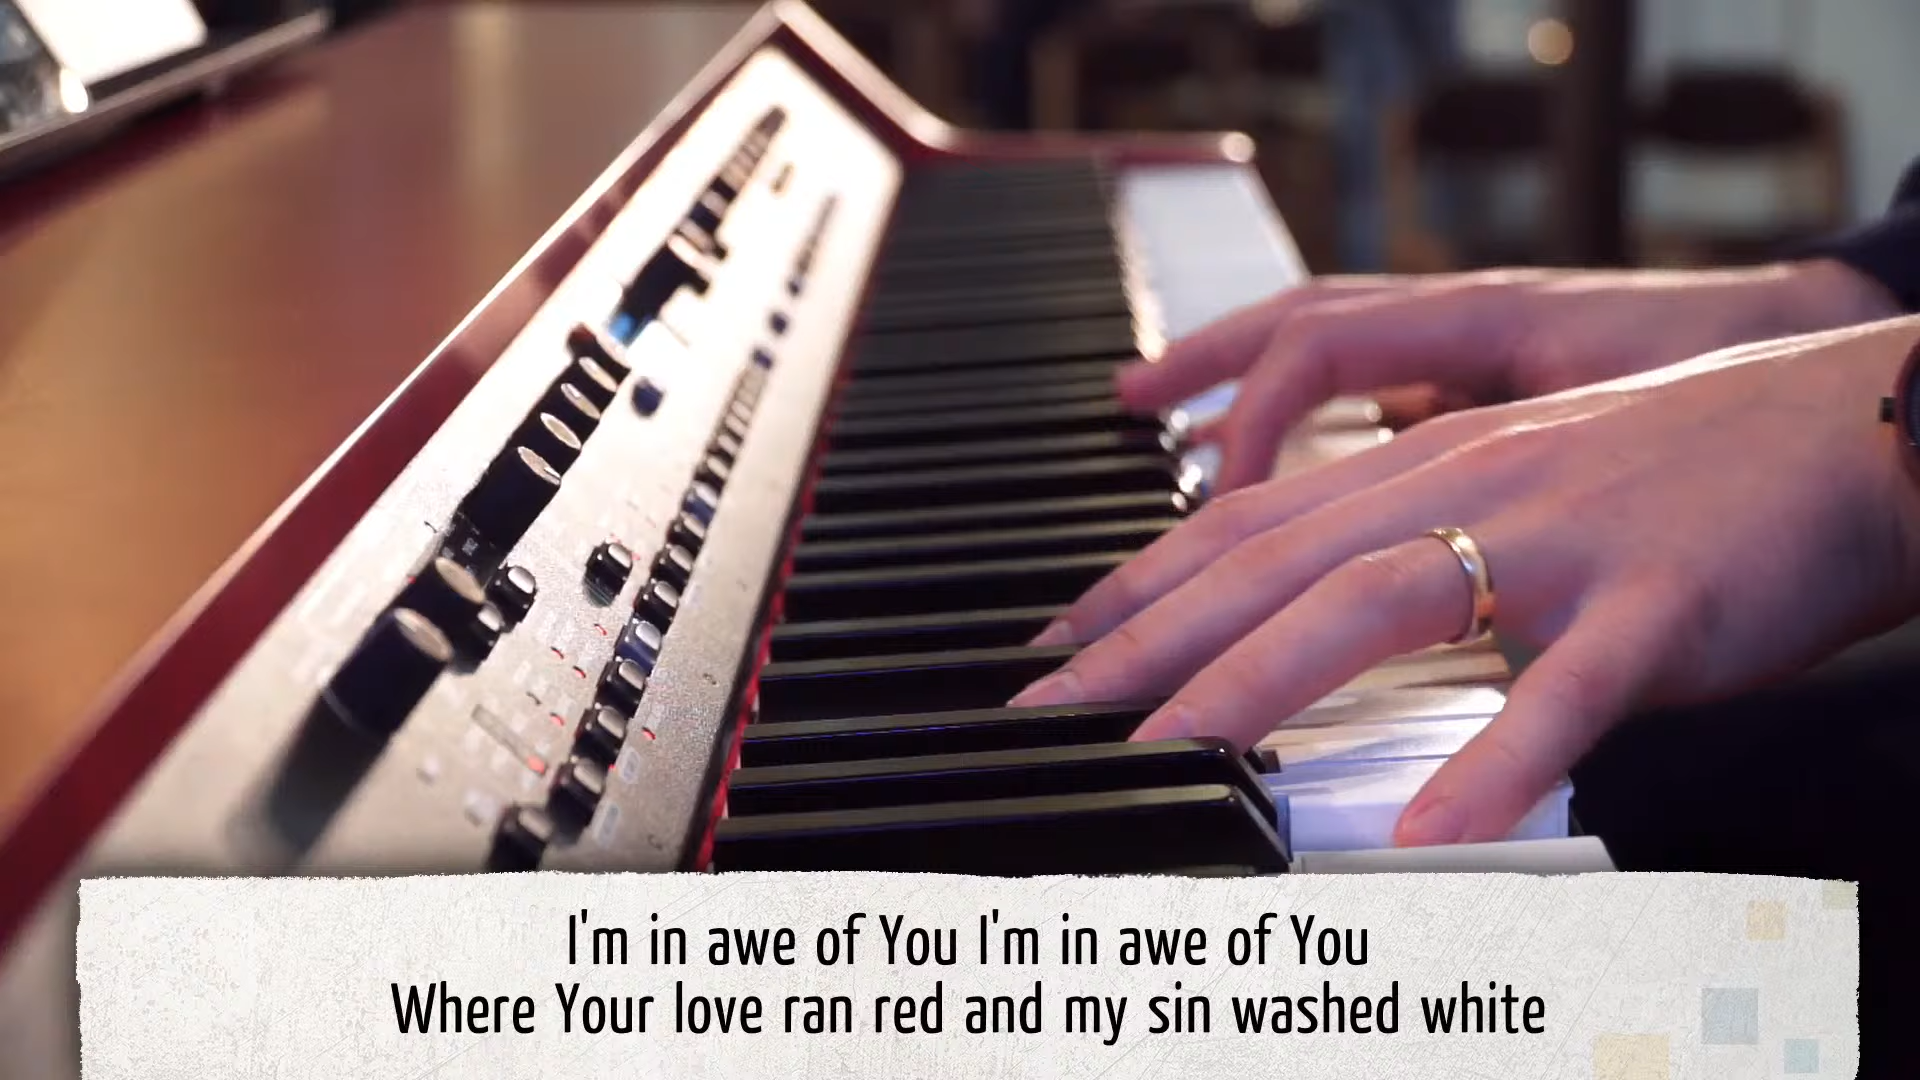 I'm in awe of You I'm in awe of You
Where Your love ran red and my sin washed white